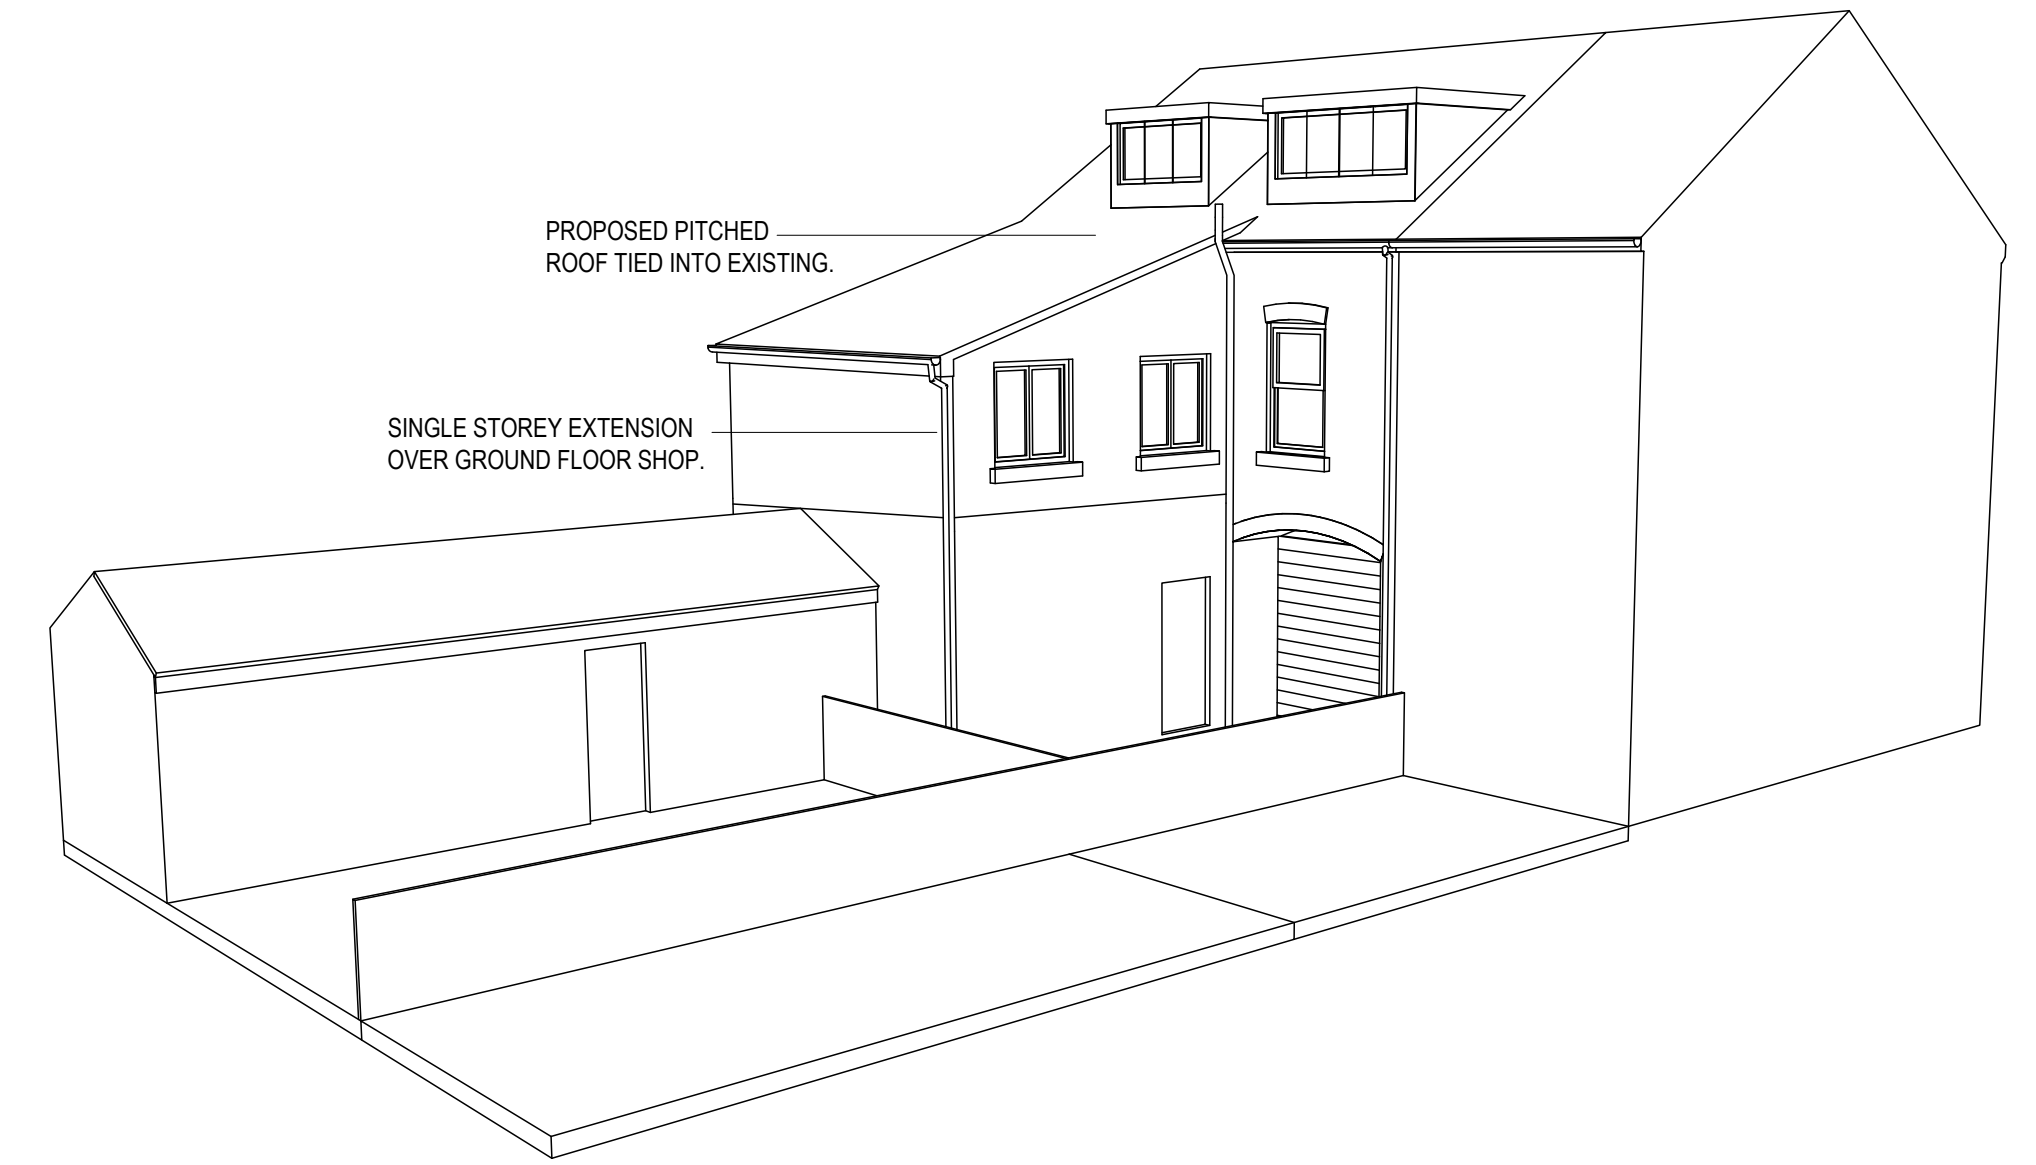 PROPOSED PITCHED
ROOF TIED INTO EXISTING.
SINGLE STOREY EXTENSION
OVER GROUND FLOOR SHOP.